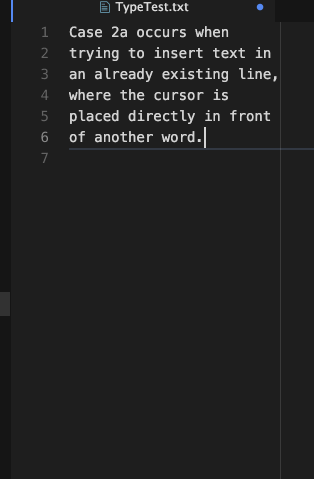 TypeTest.txt
1 Case 2a occurs when
2 trying to insert text in
3 an already existing line,
4 where the cursor is
5 placed directly in front
6 of another word.
7